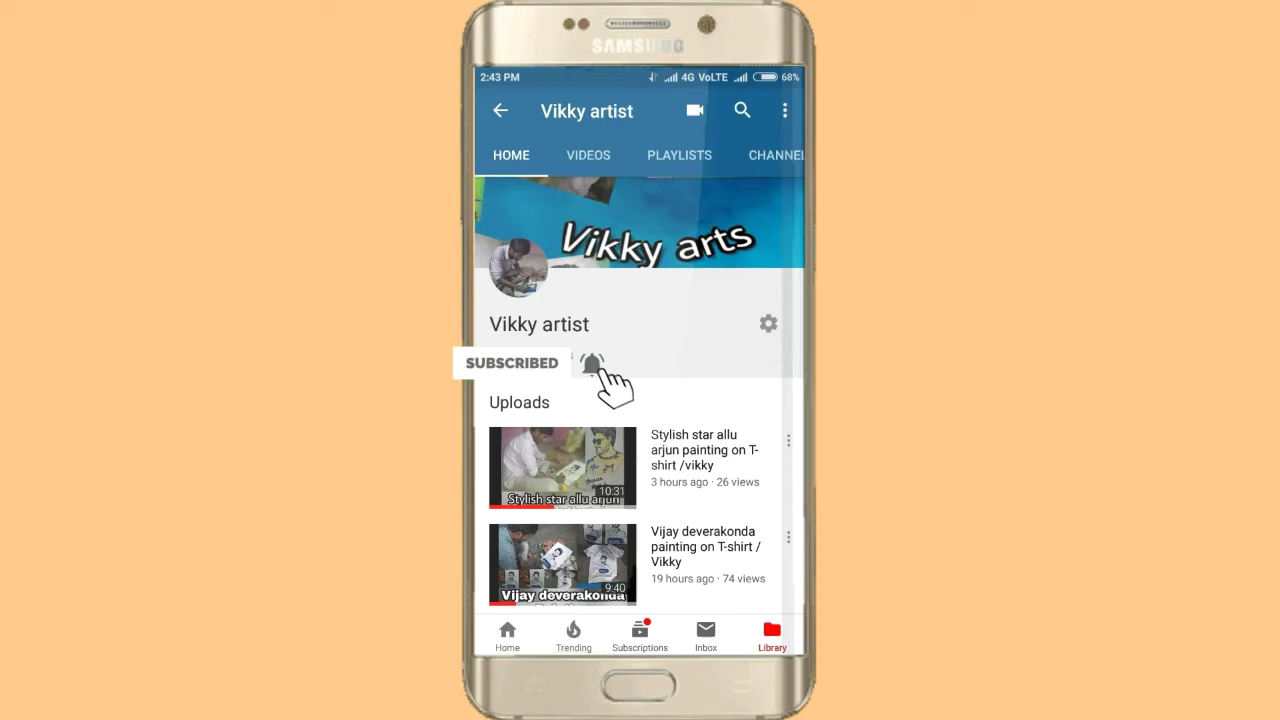 SAMSUNG
2:43 PM 4G VoLTE 68%
Vikky artist
HOME VIDEOS PLAYLISTS CHANNEL
Vikky arts
Vikky artist
SUBSCRIBED
Uploads
Stylish star allu
arjun painting on T-
shirt /vikky
3 hours ago · 26 views
10:31
Stylish star allu arjun
Vijay deverakonda
painting on T-shirt /
Vikky
19 hours ago · 74 views
9:40
Vijay deverakonda
Home Trending Subscriptions Inbox Library